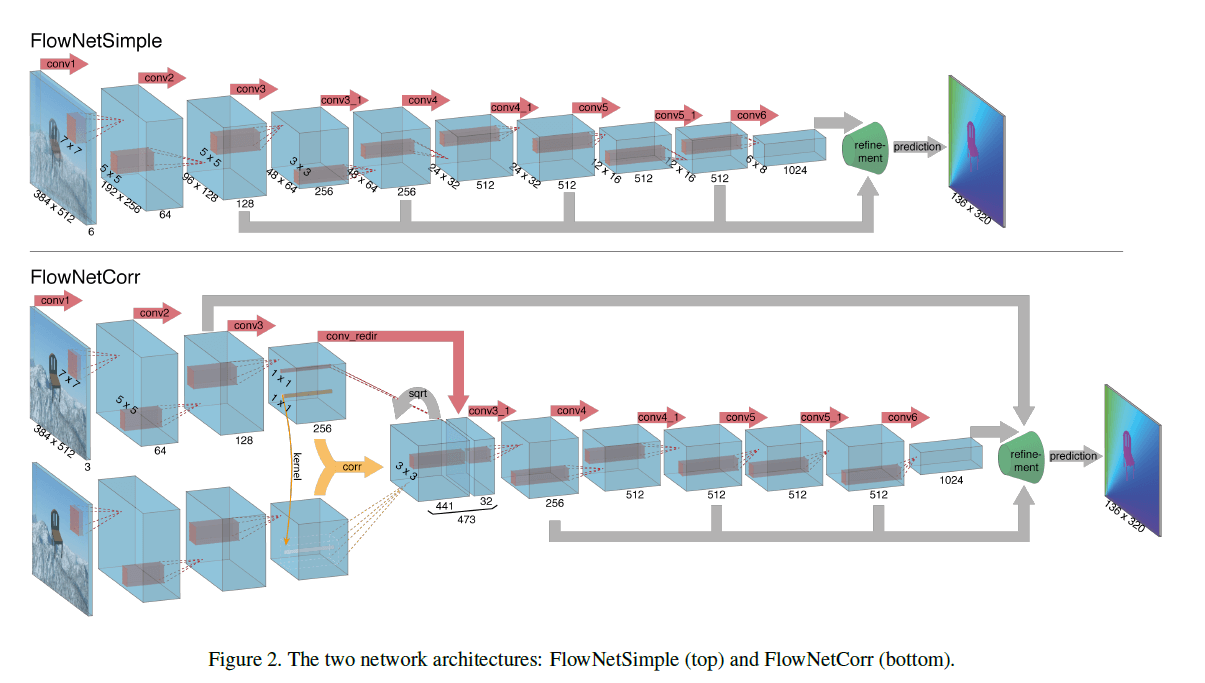 FlowNetSimple
conv1
conv2
conv3
conv3_1
conv4
conv4_1
conv5
conv5_1
conv6
7 x 7
5 x 5
5 x 5
3 x 3
384 x 512
192 x 256
96 x 128
48 x 64
48 x 64
24 x 32
24 x 32
12 x 16
12 x 16
6 x 8
6
64
128
256
256
512
512
512
512
1024
refine-
ment
prediction
136 x 320
FlowNetCorr
conv1
conv2
conv3
conv_redir
sqrt
conv3_1
conv4
conv4_1
conv5
conv5_1
conv6
7 x 7
5 x 5
1 x 1
1 x 1
384 x 512
3
64
128
256
kernel
corr
3 x 3
441
32
473
256
512
512
512
512
1024
refine-
ment
prediction
136 x 320
Figure 2. The two network architectures: FlowNetSimple (top) and FlowNetCorr (bottom).